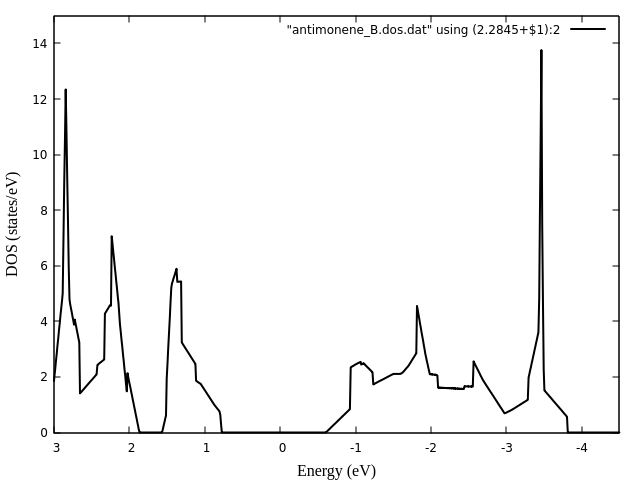 "antimonene_B.dos.dat" using (2.2845+$1):2
14
12
10
8
6
4
2
0
DOS (states/eV)
3 2 1 0 -1 -2 -3 -4
Energy (eV)